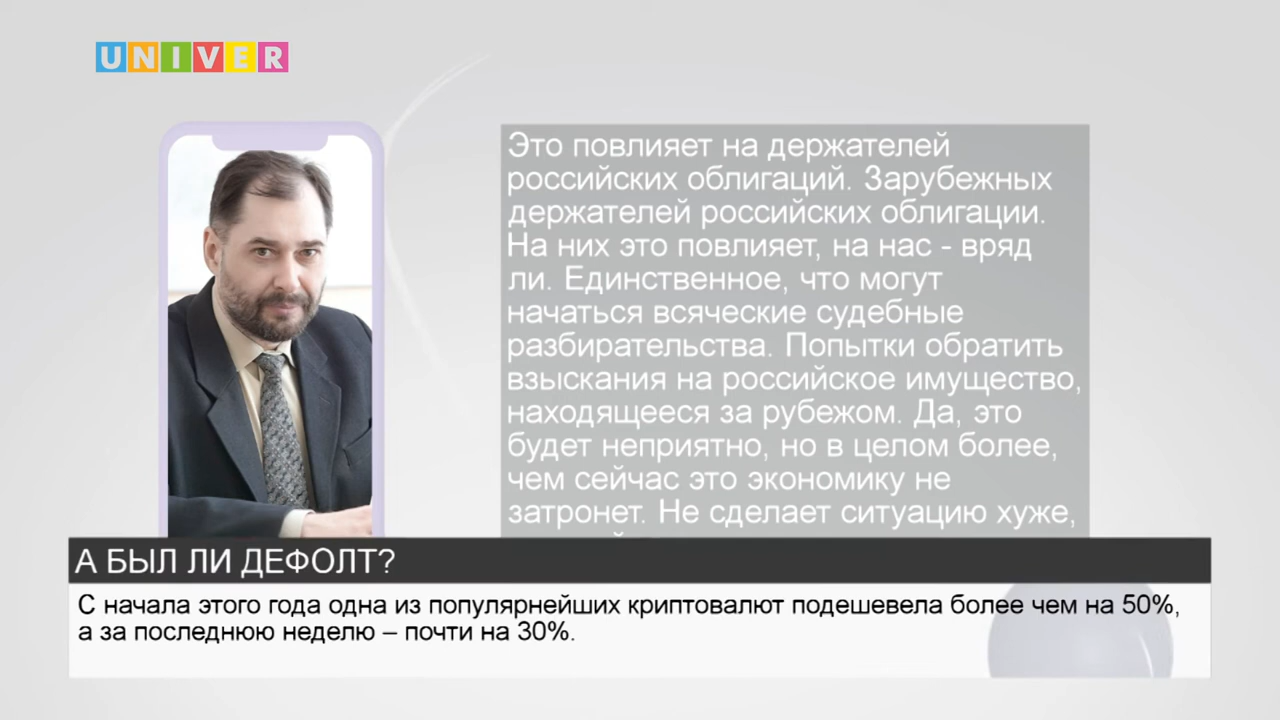 UNIVER
Это повлияет на держателей
российских облигаций. Зарубежных
держателей российских облигации.
На них это повлияет, на нас - вряд
ли. Единственное, что могут
начаться всяческие судебные
разбирательства. Попытки обратить
взыскания на российское имущество,
находящееся за рубежом. Да, это
будет неприятно, но в целом более,
чем сейчас это экономику не
затронет. Не сделает ситуацию хуже,
А БЫЛ ЛИ ДЕФОЛТ?
С начала этого года одна из популярнейших криптовалют подешевела более чем на 50%,
а за последнюю неделю – почти на 30%.